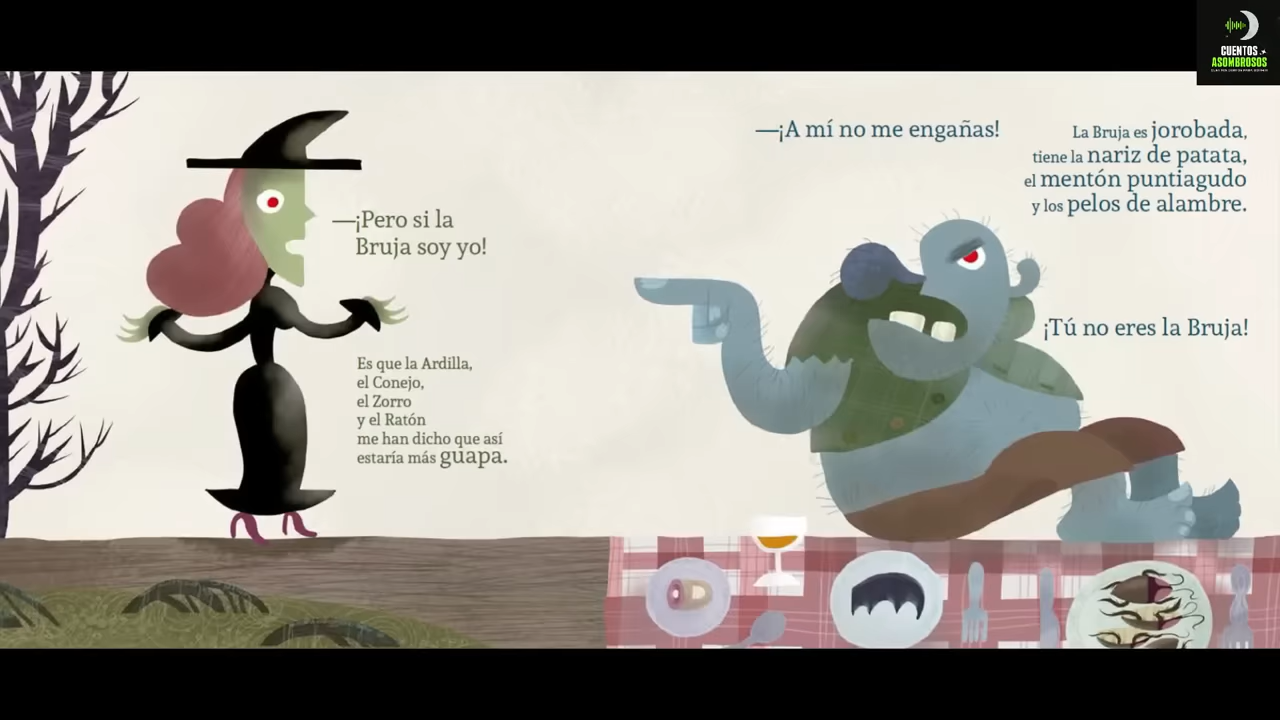 —¡Pero si la
Bruja soy yo!
Es que la Ardilla,
el Conejo,
el Zorro
y el Ratón
me han dicho que así
estaría más guapa.
—¡A mí no me engañas!
La Bruja es jorobada,
tiene la nariz de patata,
el mentón puntiagudo
y los pelos de alambre.
¡Tú no eres la Bruja!
CUENTOS
ASOMBROSOS